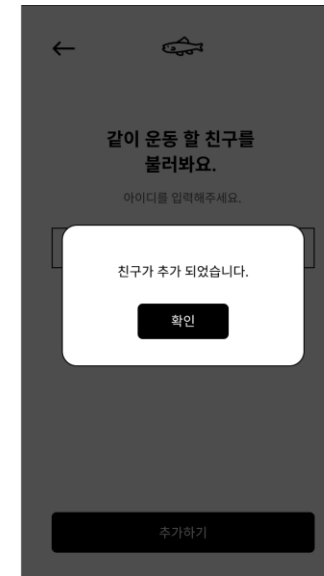 같이 운동 할 친구를
불러봐요.
아이디를 입력해주세요.
친구가 추가 되었습니다.
확인
추가하기